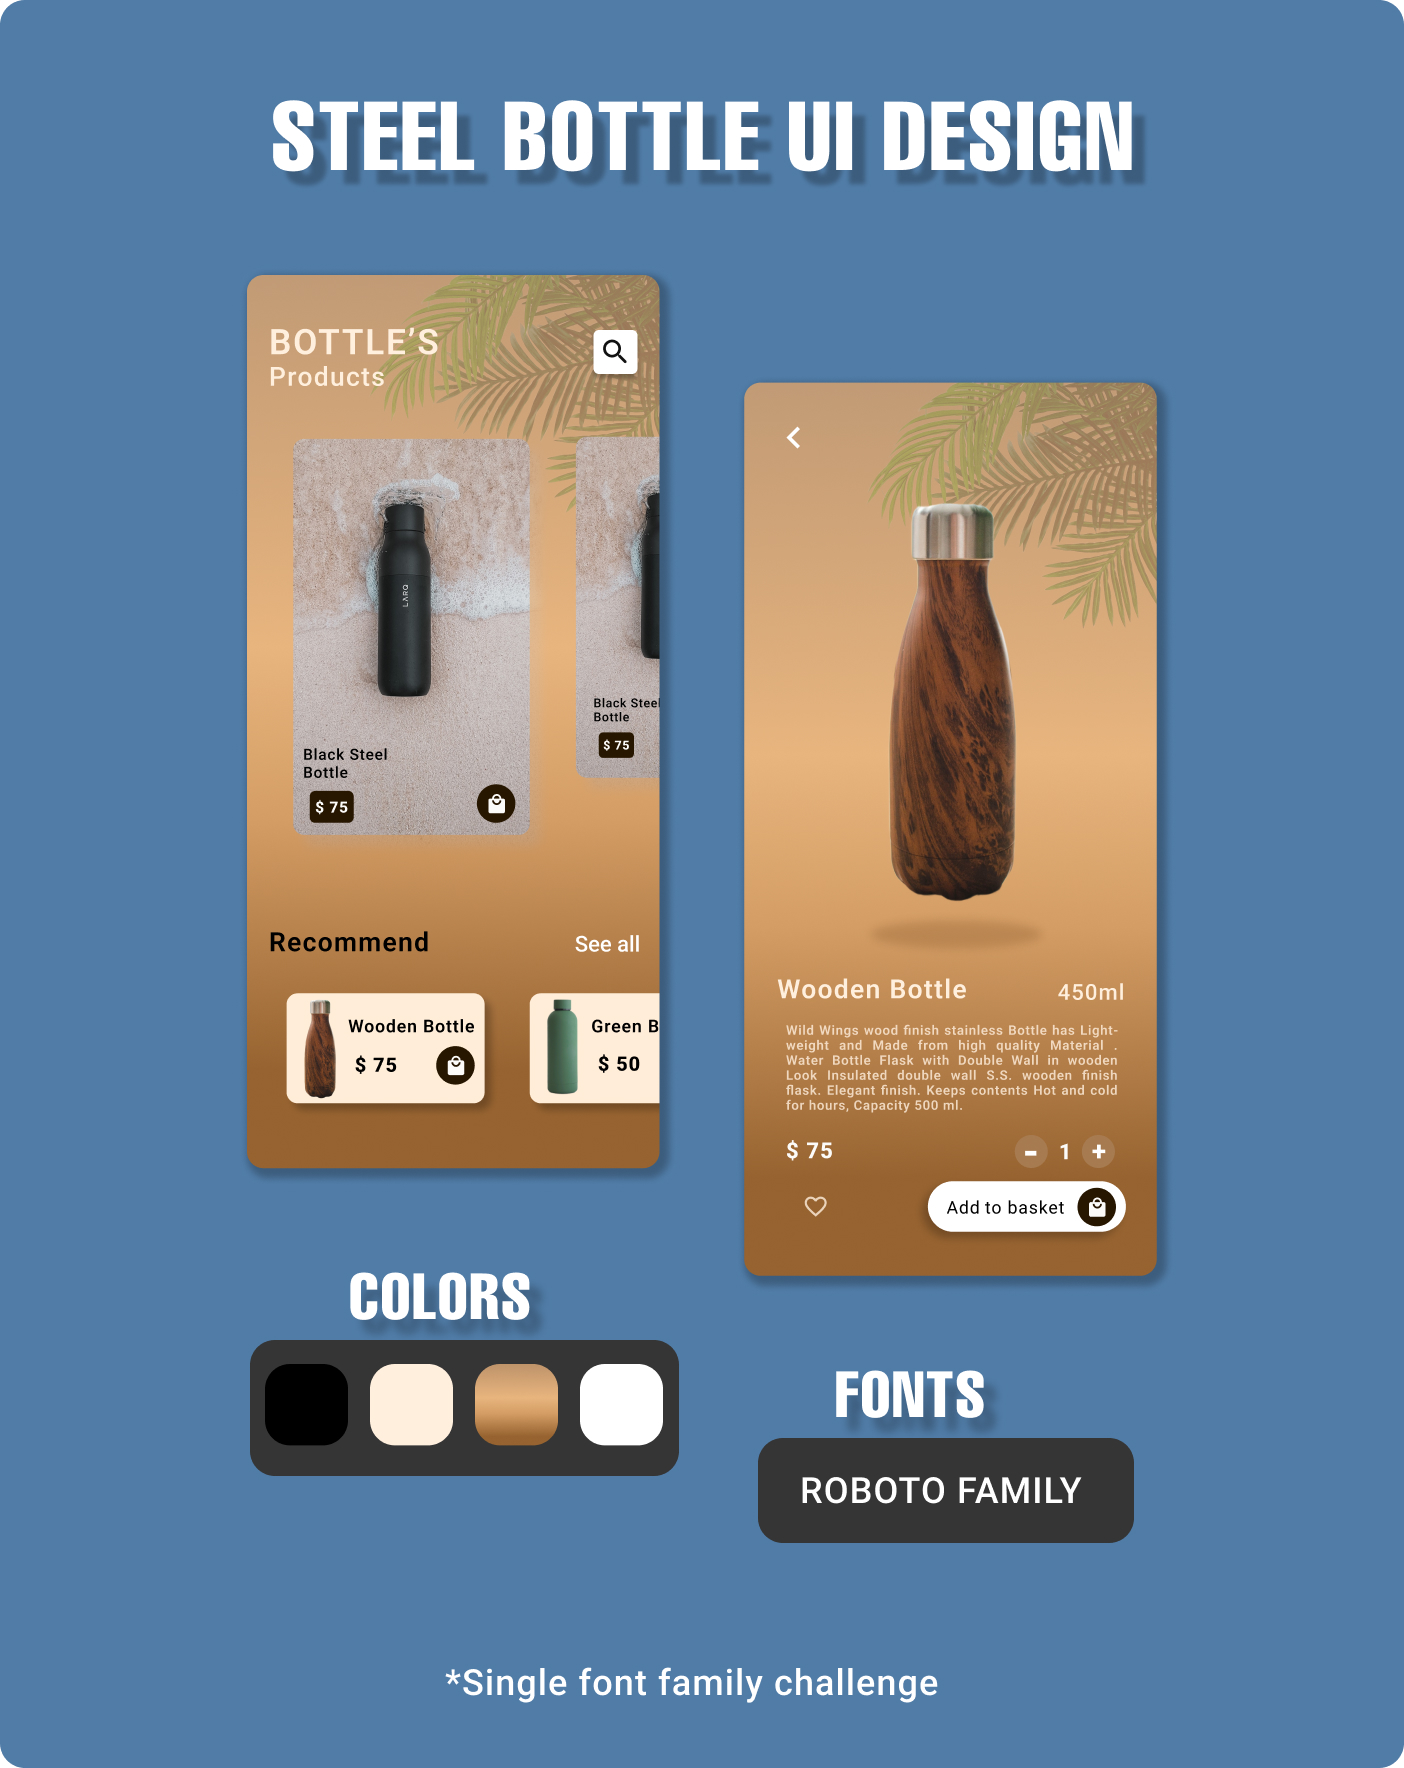 STEEL BOTTLE UI DESIGN
BOTTLE'S
Products
LARQ
Black Steel
Bottle
$ 75
Black Steel
Bottle
$ 75
Recommend
See all
Wooden Bottle
$ 75
Green B
$ 50
Wooden Bottle
450ml
Wild Wings wood finish stainless Bottle has Light-
weight and Made from high quality Material .
Water Bottle Flask with Double Wall in wooden
Look Insulated double wall S.S. wooden finish
flask. Elegant finish. Keeps contents Hot and cold
for hours, Capacity 500 ml.
$ 75
- 1 +
Add to basket
COLORS
FONTS
ROBOTO FAMILY
*Single font family challenge